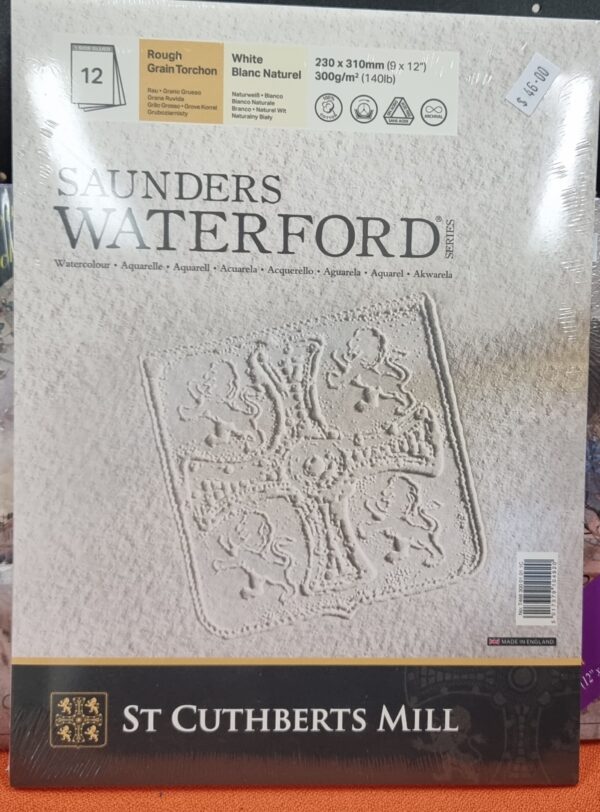 12
Rough
Grain Torchon
Rau • Grano Grueso
Grana Ruvida
Grão Grosso • Grove Korrel
Gruboziarnisty
White
Blanc Naturel
Naturweiß • Blanco
Bianco Naturale
Branco • Naturel Wit
Naturalny Biały
230 x 310mm (9 x 12")
300g/m² (140lb)
ARCHIVAL
$46.00
SAUNDERS
WATERFORD®
SERIES
Watercolour • Aquarelle • Aquarell • Acuarela • Acquerello • Aguarela • Aquarel • Akwarela
MADE IN ENGLAND
ST CUTHBERTS MILL
(12" x